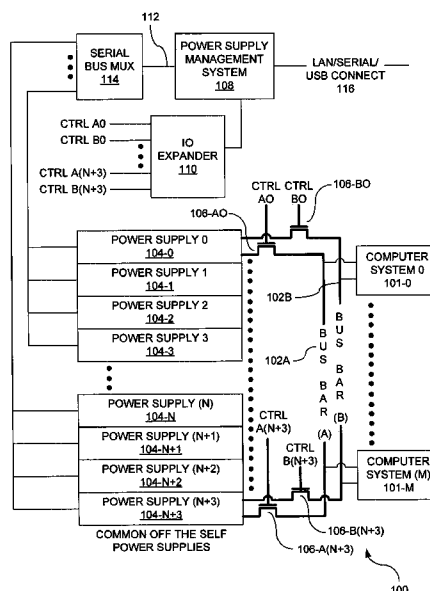 112
SERIAL
BUS MUX
114
POWER SUPPLY
MANAGEMENT
SYSTEM
108
LAN/SERIAL/
USB CONNECT
116
CTRL A0
CTRL B0
CTRL A(N+3)
CTRL B(N+3)
IO
EXPANDER
110
CTRL CTRL
AO BO
106-BO
106-AO
POWER SUPPLY 0
104-0
POWER SUPPLY 1
104-1
POWER SUPPLY 2
104-2
POWER SUPPLY 3
104-3
COMPUTER
SYSTEM 0
101-0
102B
102A
BUS BAR (A)
BUS BAR (B)
POWER SUPPLY (N)
104-N
POWER SUPPLY (N+1)
104-N+1
POWER SUPPLY (N+2)
104-N+2
POWER SUPPLY (N+3)
104-N+3
CTRL
A(N+3)
CTRL
B(N+3)
COMPUTER
SYSTEM (M)
101-M
106-B(N+3)
106-A(N+3)
COMMON OFF THE SELF
POWER SUPPLIES
100